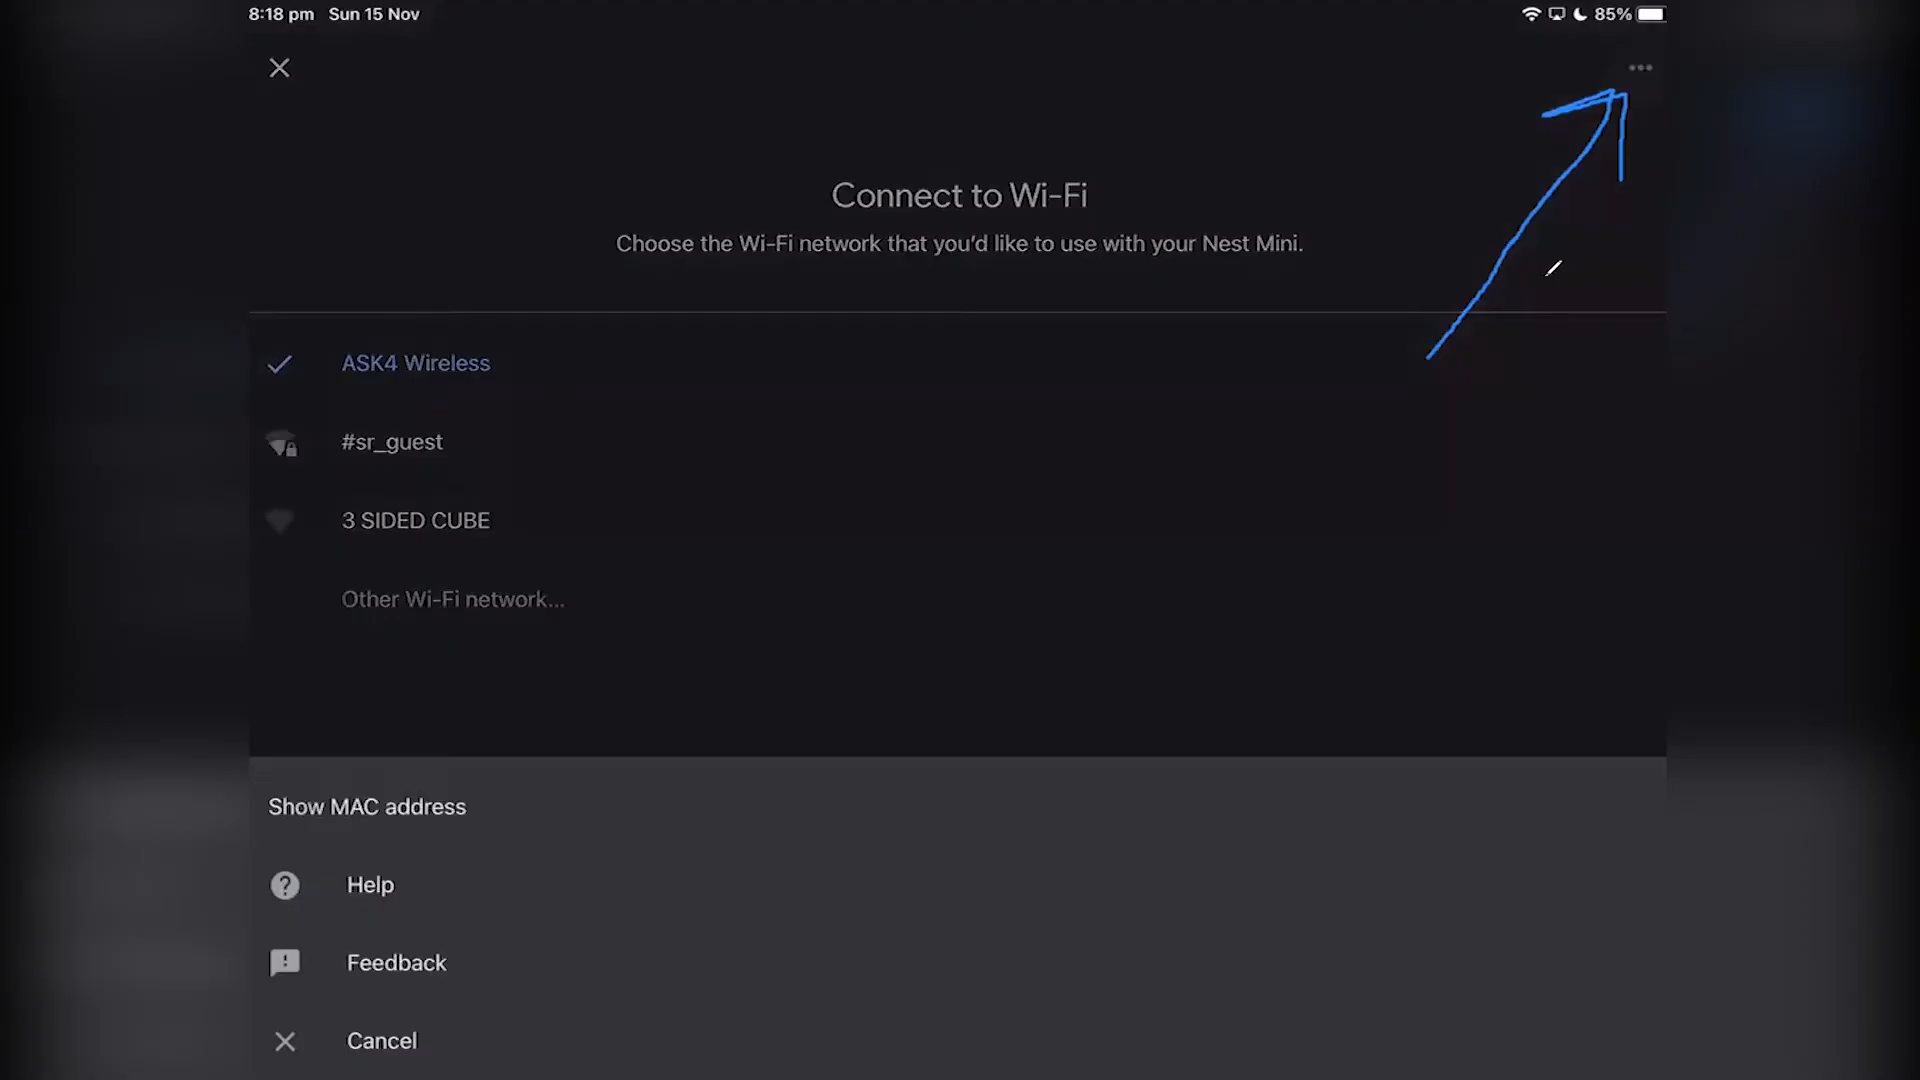 8:18 pm Sun 15 Nov 85%
Connect to Wi-Fi
Choose the Wi-Fi network that you'd like to use with your Nest Mini.
ASK4 Wireless
#sr_guest
3 SIDED CUBE
Other Wi-Fi network...
Show MAC address
Help
Feedback
Cancel